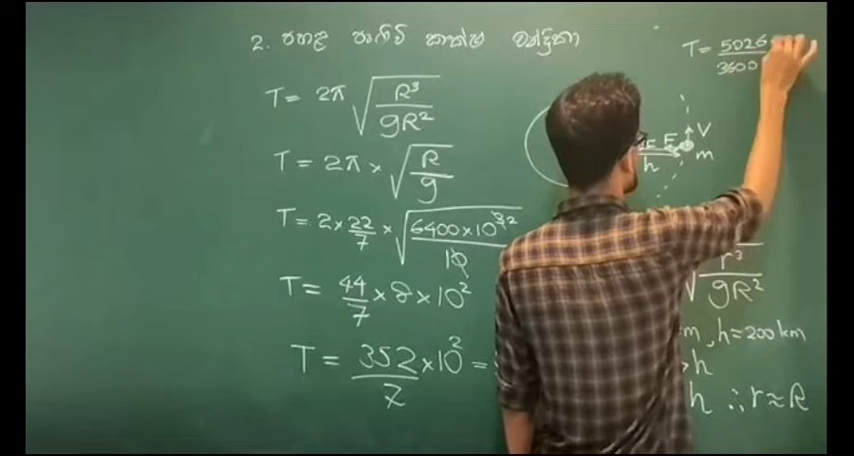 2. පහළ පෘථිවි කක්ෂ චන්ද්‍රිකා
T = 2π √(R³/gR²)
T = 2π × √(R/g)
T = 2 × 22/7 × √(6400 × 10³ ²/10)
T = 44/7 × 8 × 10²
T = 352/7 × 10² =
T = 5026/3600
V
F
h
m
√(r³/gR²)
m, h = 200 km
> h
h ∴ r ≈ R